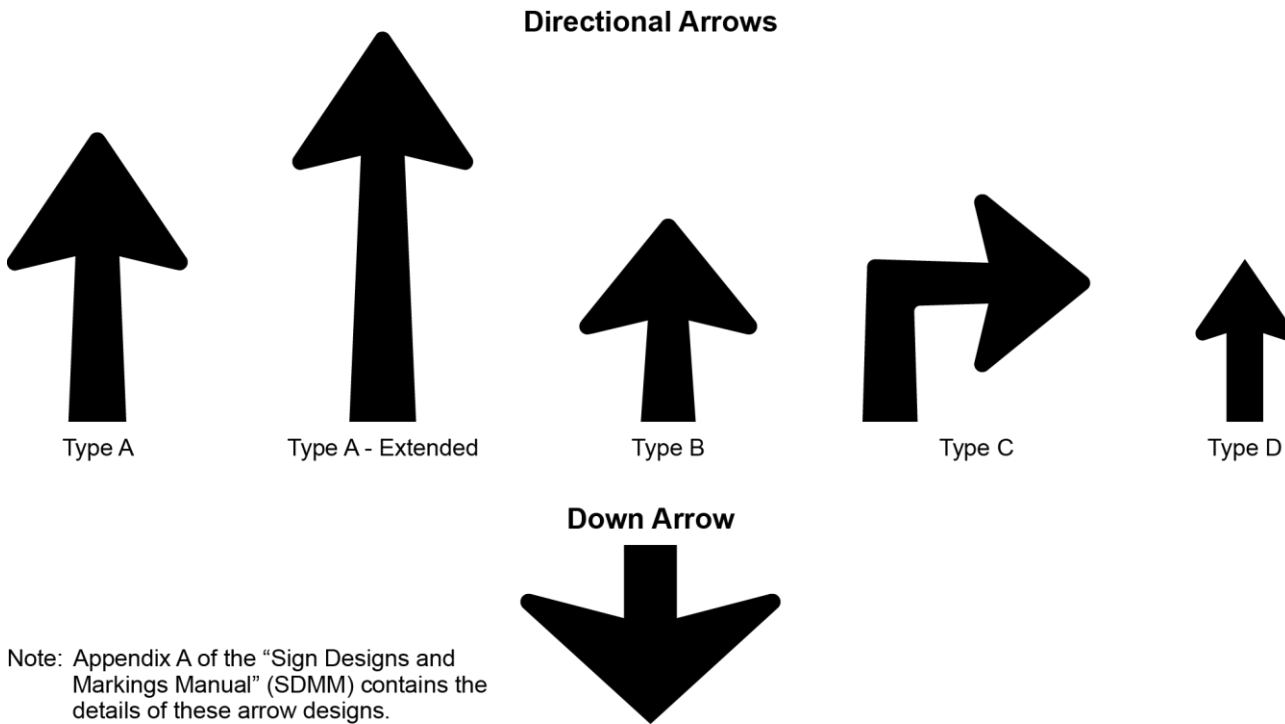 Directional Arrows
Type A
Type A - Extended
Type B
Type C
Type D
Down Arrow
Note: Appendix A of the “Sign Designs and
Markings Manual” (SDMM) contains the
details of these arrow designs.